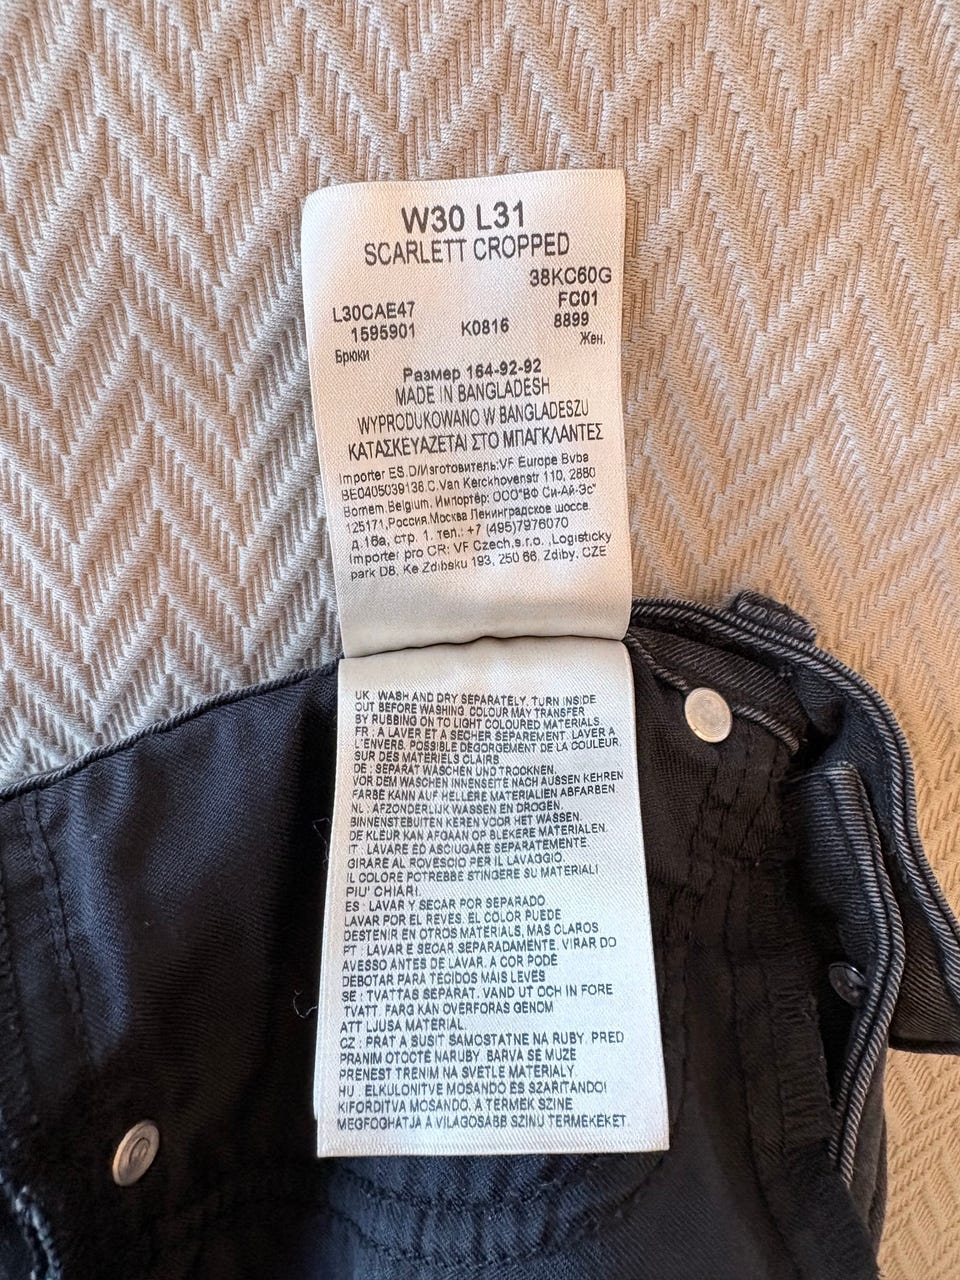 W30 L31
SCARLETT CROPPED
38KC60G
L30CAE47 FC01
1595901 K0816 8899
Брюки Жен.
Размер 164-92-92
MADE IN BANGLADESH
WYPRODUKOWANO W BANGLADESZU
ΚΑΤΑΣΚΕΥΑΖΕΤΑΙ ΣΤΟ ΜΠΑΓΚΛΑΝΤΕΣ
Importer ES.D/Изготовитель:VF Europe Bvba
BE0405039136.C.Van Kerckhovenstr 110, 2880
Bornem,Belgium. Импортёр: ООО"ВФ Си-Ай-Эс"
125171,Россия,Москва Ленинградское шоссе
д.16а, стр. 1. тел.: +7 (495)7976070
Importer pro CR: VF Czech,s.r.o. ,Logisticky
park D8, Ke Zdibsku 193, 250 66, Zdiby, CZE
UK : WASH AND DRY SEPARATELY. TURN INSIDE
OUT BEFORE WASHING. COLOUR MAY TRANSFER
BY RUBBING ON TO LIGHT COLOURED MATERIALS.
FR : A LAVER ET A SECHER SEPAREMENT. LAVER A
L'ENVERS. POSSIBLE DEGORGEMENT DE LA COULEUR.
SUR DES MATERIELS CLAIRS
DE : SEPARAT WASCHEN UND TROCKNEN.
VOR DEM WASCHEN INNENSEITE NACH AUSSEN KEHREN
FARBE KANN AUF HELLERE MATERIALIEN ABFARBEN.
NL : AFZONDERLIJK WASSEN EN DROGEN.
BINNENSTEBUITEN KEREN VOOR HET WASSEN.
DE KLEUR KAN AFGAAN OP BLEKERE MATERIALEN.
IT : LAVARE ED ASCIUGARE SEPARATEMENTE.
GIRARE AL ROVESCIO PER IL LAVAGGIO.
IL COLORE POTREBBE STINGERE SU MATERIALI
PIU' CHIARI.
ES : LAVAR Y SECAR POR SEPARADO.
LAVAR POR EL REVES. EL COLOR PUEDE
DESTENIR EN OTROS MATERIALS, MAS CLAROS
PT : LAVAR E SECAR SEPARADAMENTE. VIRAR DO
AVESSO ANTES DE LAVAR. A COR PODE
DEBOTAR PARA TECIDOS MAIS LEVES
SE : TVATTAS SEPARAT. VAND UT OCH IN FORE
TVATT. FARG KAN OVERFORAS GENOM
ATT LJUSA MATERIAL.
CZ : PRAT A SUSIT SAMOSTATNE NA RUBY. PRED
PRANIM OTOCTE NARUBY. BARVA SE MUZE
PRENEST TRENIM NA SVETLE MATERIALY.
HU : ELKULONITVE MOSANDO ES SZARITANDO!
KIFORDITVA MOSANDO. A TERMEK SZINE
MEGFOGHATJA A VILAGOSABB SZINU TERMEKEKET.